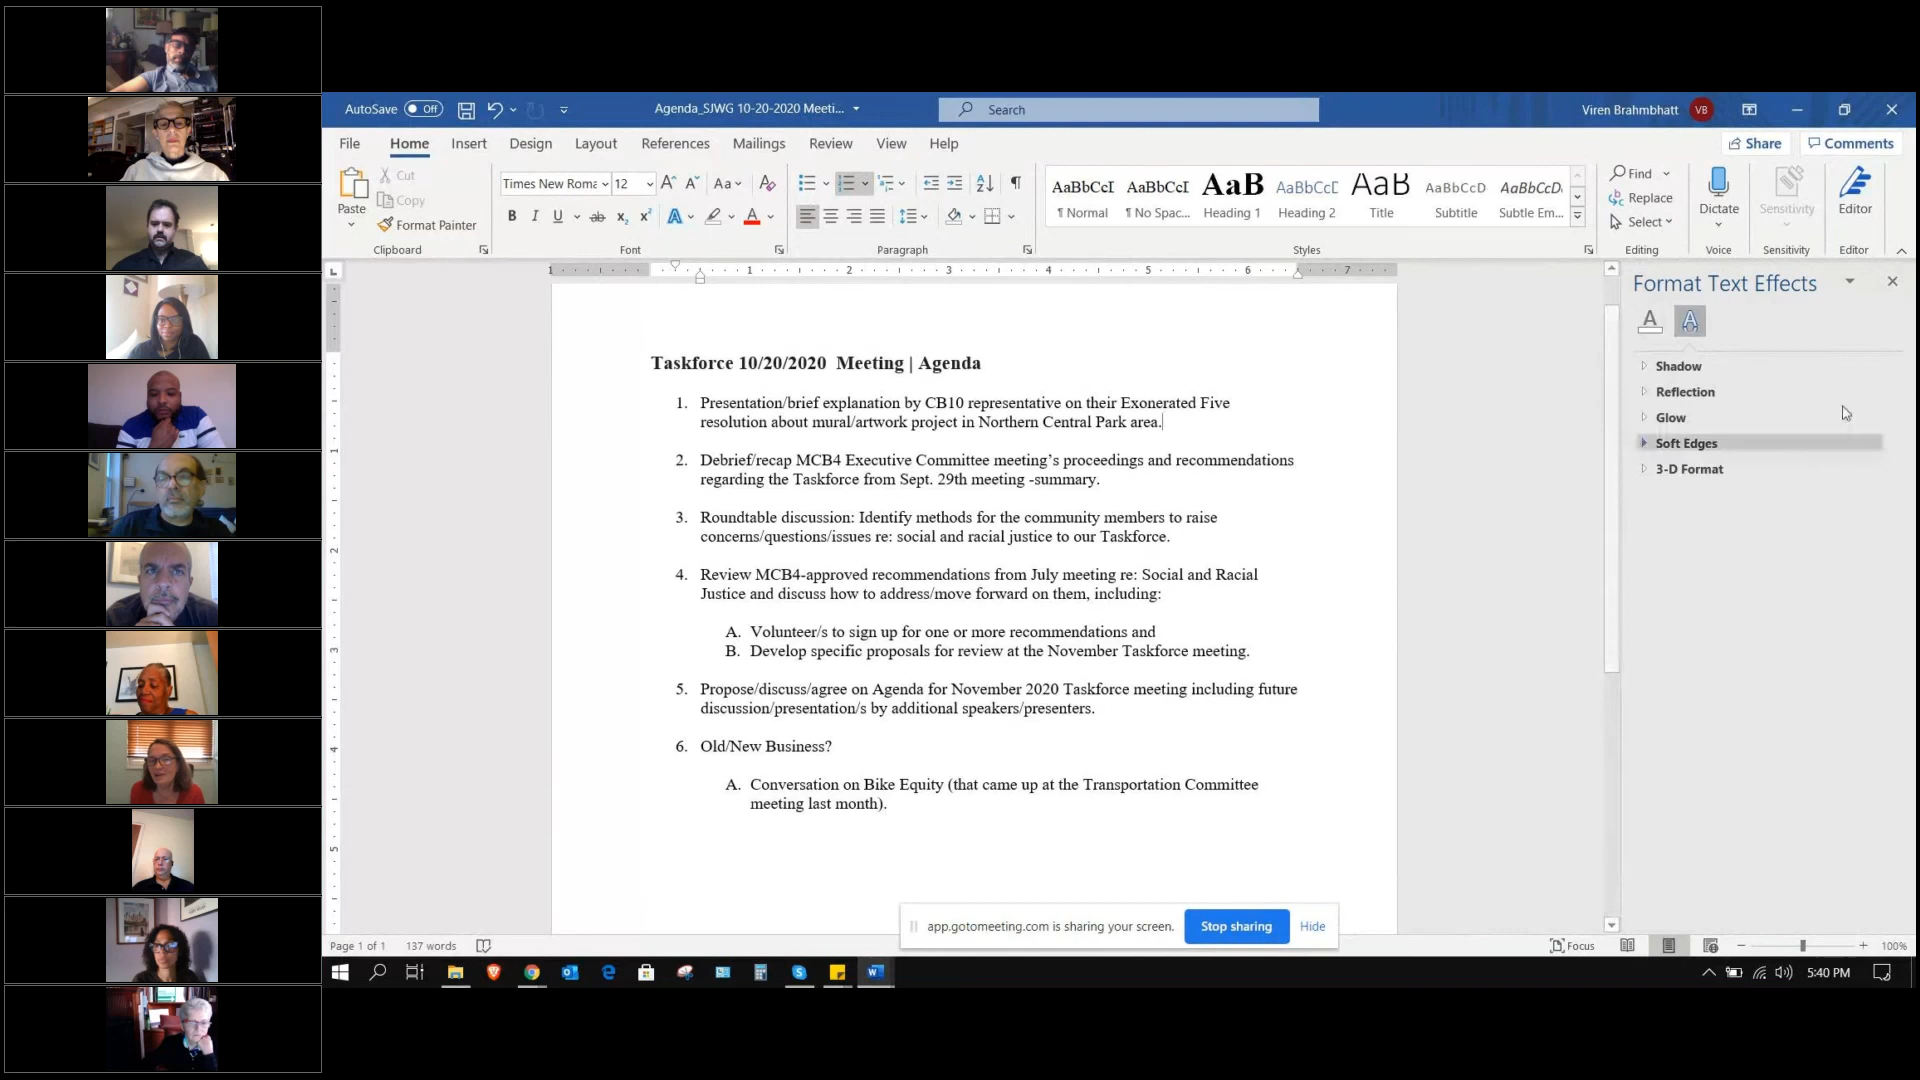 AutoSave Off
Agenda_SJWG 10-20-2020 Meeti...
Search
Viren Brahmbhatt VB
File Home Insert Design Layout References Mailings Review View Help
Share Comments
Paste
Cut
Copy
Format Painter
Clipboard
Times New Roma 12
Font
Paragraph
AaBbCcI AaBbCcI AaB AaBbCcC AaB AaBbCcD AaBbCcD.
¶ Normal ¶ No Spac... Heading 1 Heading 2 Title Subtitle Subtle Em...
Styles
Find
Replace
Select
Editing
Dictate
Voice
Sensitivity
Sensitivity
Editor
Editor
1 1 2 3 4 5 6 7
Taskforce 10/20/2020 Meeting | Agenda
1. Presentation/brief explanation by CB10 representative on their Exonerated Five
resolution about mural/artwork project in Northern Central Park area.
2. Debrief/recap MCB4 Executive Committee meeting’s proceedings and recommendations
regarding the Taskforce from Sept. 29th meeting -summary.
3. Roundtable discussion: Identify methods for the community members to raise
concerns/questions/issues re: social and racial justice to our Taskforce.
4. Review MCB4-approved recommendations from July meeting re: Social and Racial
Justice and discuss how to address/move forward on them, including:
A. Volunteer/s to sign up for one or more recommendations and
B. Develop specific proposals for review at the November Taskforce meeting.
5. Propose/discuss/agree on Agenda for November 2020 Taskforce meeting including future
discussion/presentation/s by additional speakers/presenters.
6. Old/New Business?
A. Conversation on Bike Equity (that came up at the Transportation Committee
meeting last month).
Format Text Effects
Shadow
Reflection
Glow
Soft Edges
3-D Format
app.gotomeeting.com is sharing your screen. Stop sharing Hide
Page 1 of 1 137 words
Focus
100%
5:40 PM